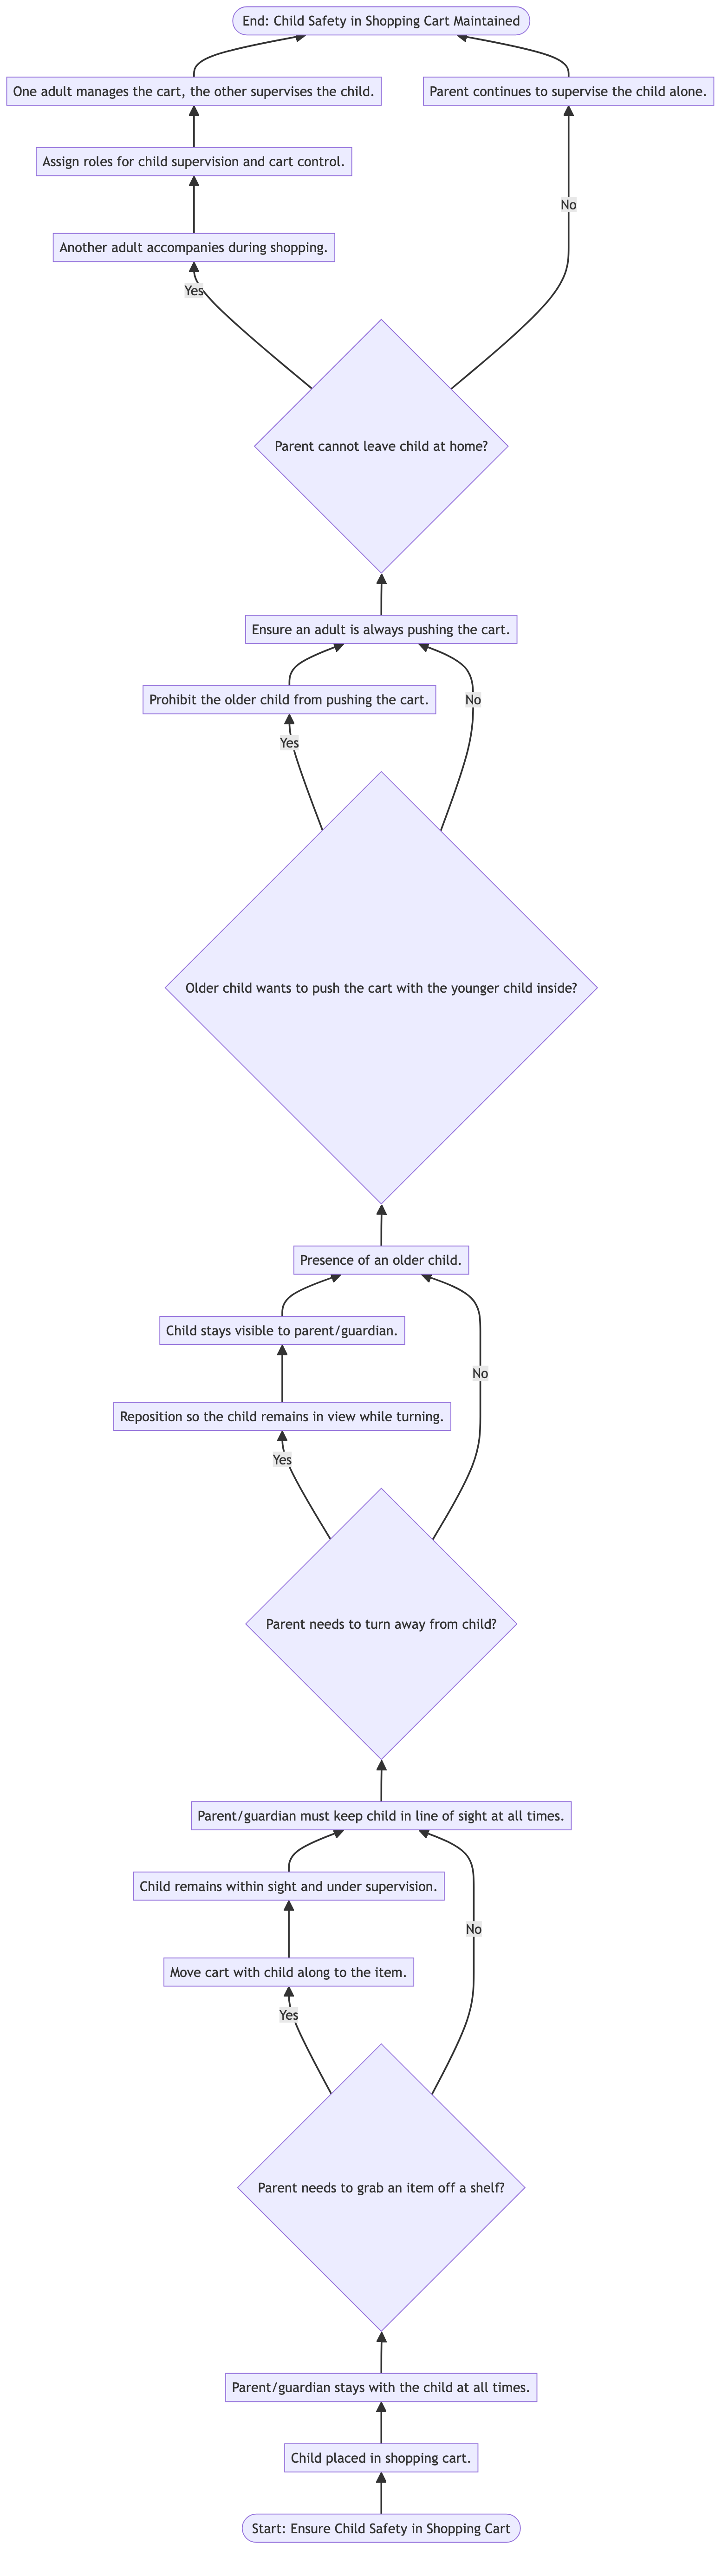 End: Child Safety in Shopping Cart Maintained
One adult manages the cart, the other supervises the child.
Parent continues to supervise the child alone.
Assign roles for child supervision and cart control.
No
Another adult accompanies during shopping.
Yes
Parent cannot leave child at home?
Ensure an adult is always pushing the cart.
Prohibit the older child from pushing the cart.
No
Yes
Older child wants to push the cart with the younger child inside?
Presence of an older child.
Child stays visible to parent/guardian.
No
Reposition so the child remains in view while turning.
Yes
Parent needs to turn away from child?
Parent/guardian must keep child in line of sight at all times.
Child remains within sight and under supervision.
No
Move cart with child along to the item.
Yes
Parent needs to grab an item off a shelf?
Parent/guardian stays with the child at all times.
Child placed in shopping cart.
Start: Ensure Child Safety in Shopping Cart